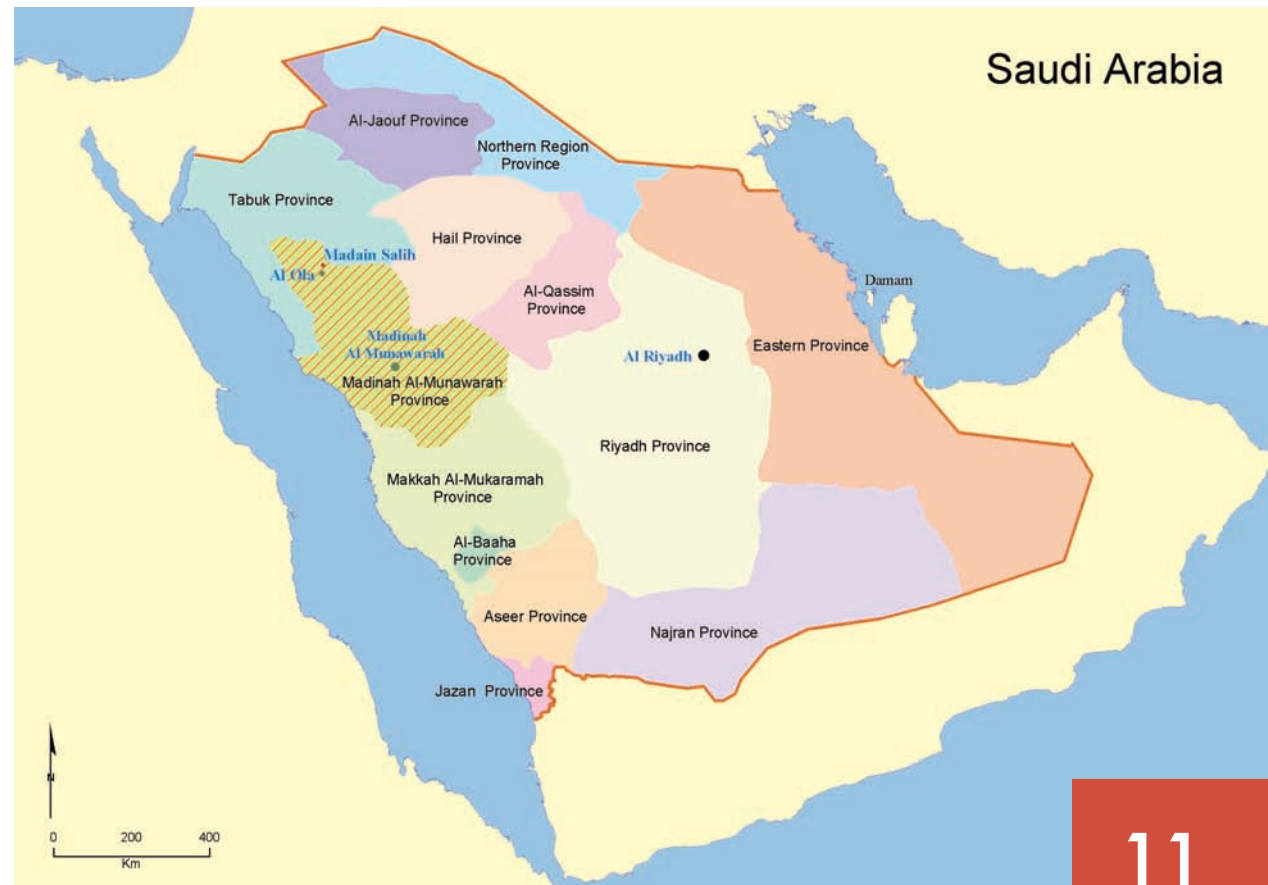 Saudi Arabia
Al-Jaouf Province
Northern Region
Province
Tabuk Province
Hail Province
Madain Salih
Al Ola
Al-Qassim
Province
Damam
Madinah
Al Munawarah
Madinah Al-Munawarah
Province
Al Riyadh
Eastern Province
Riyadh Province
Makkah Al-Mukaramah
Province
Al-Baaha
Province
Aseer Province
Najran Province
Jazan Province
N
0 200 400
Km
11